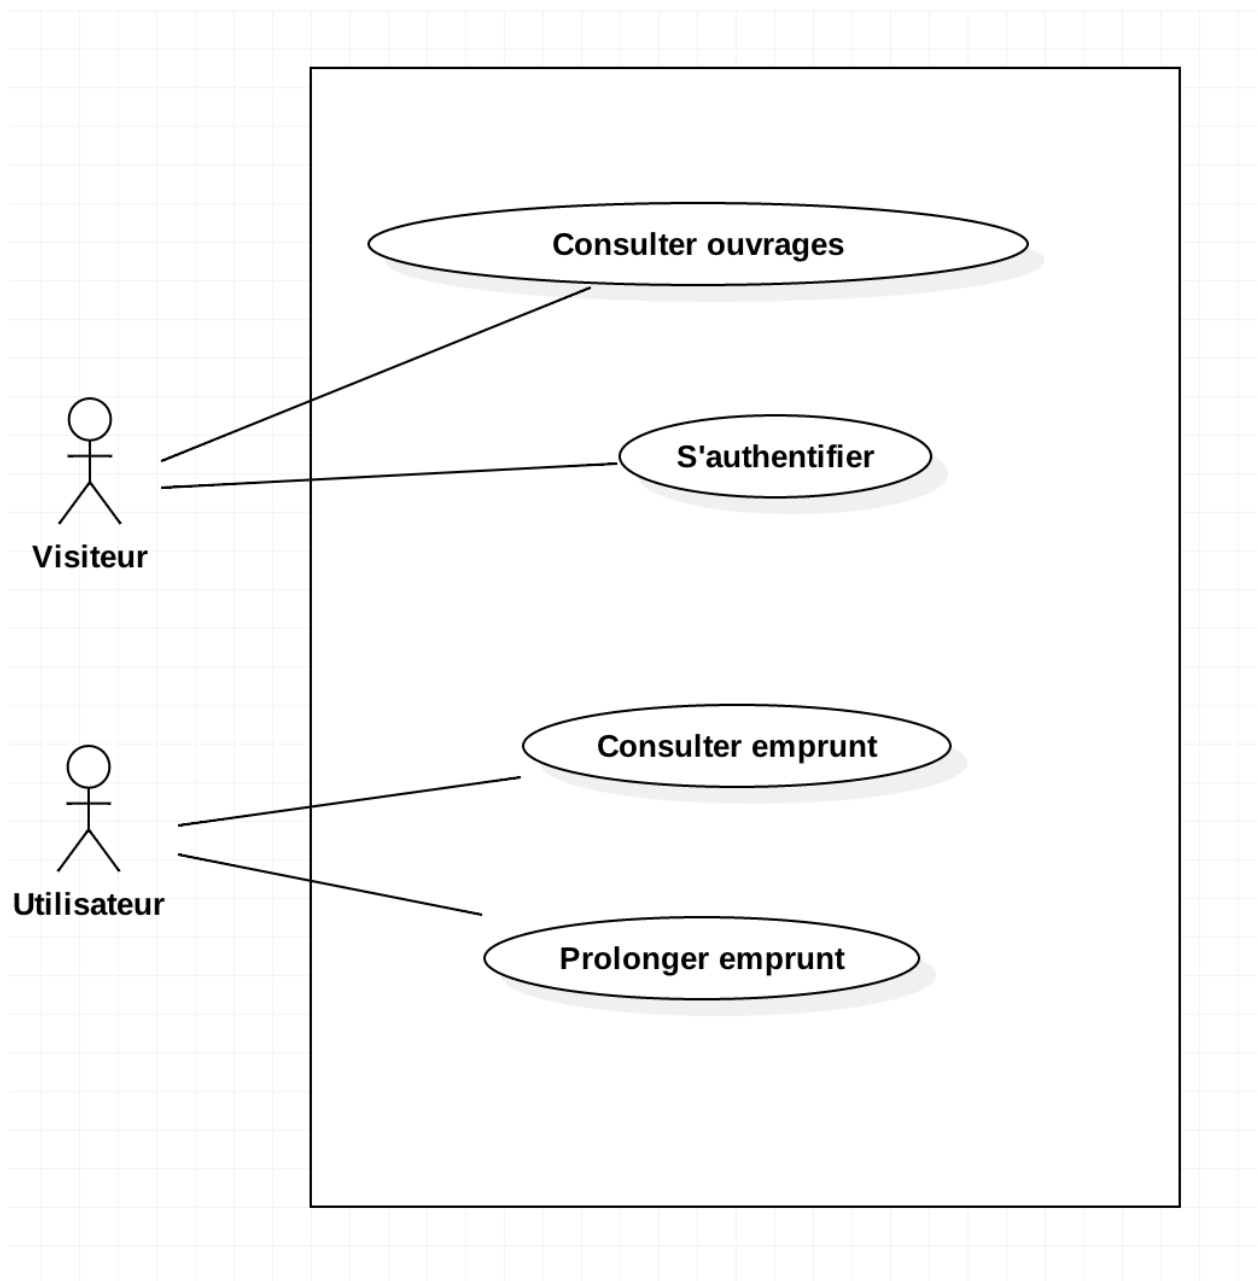 Consulter ouvrages
S'authentifier
Visiteur
Consulter emprunt
Utilisateur
Prolonger emprunt